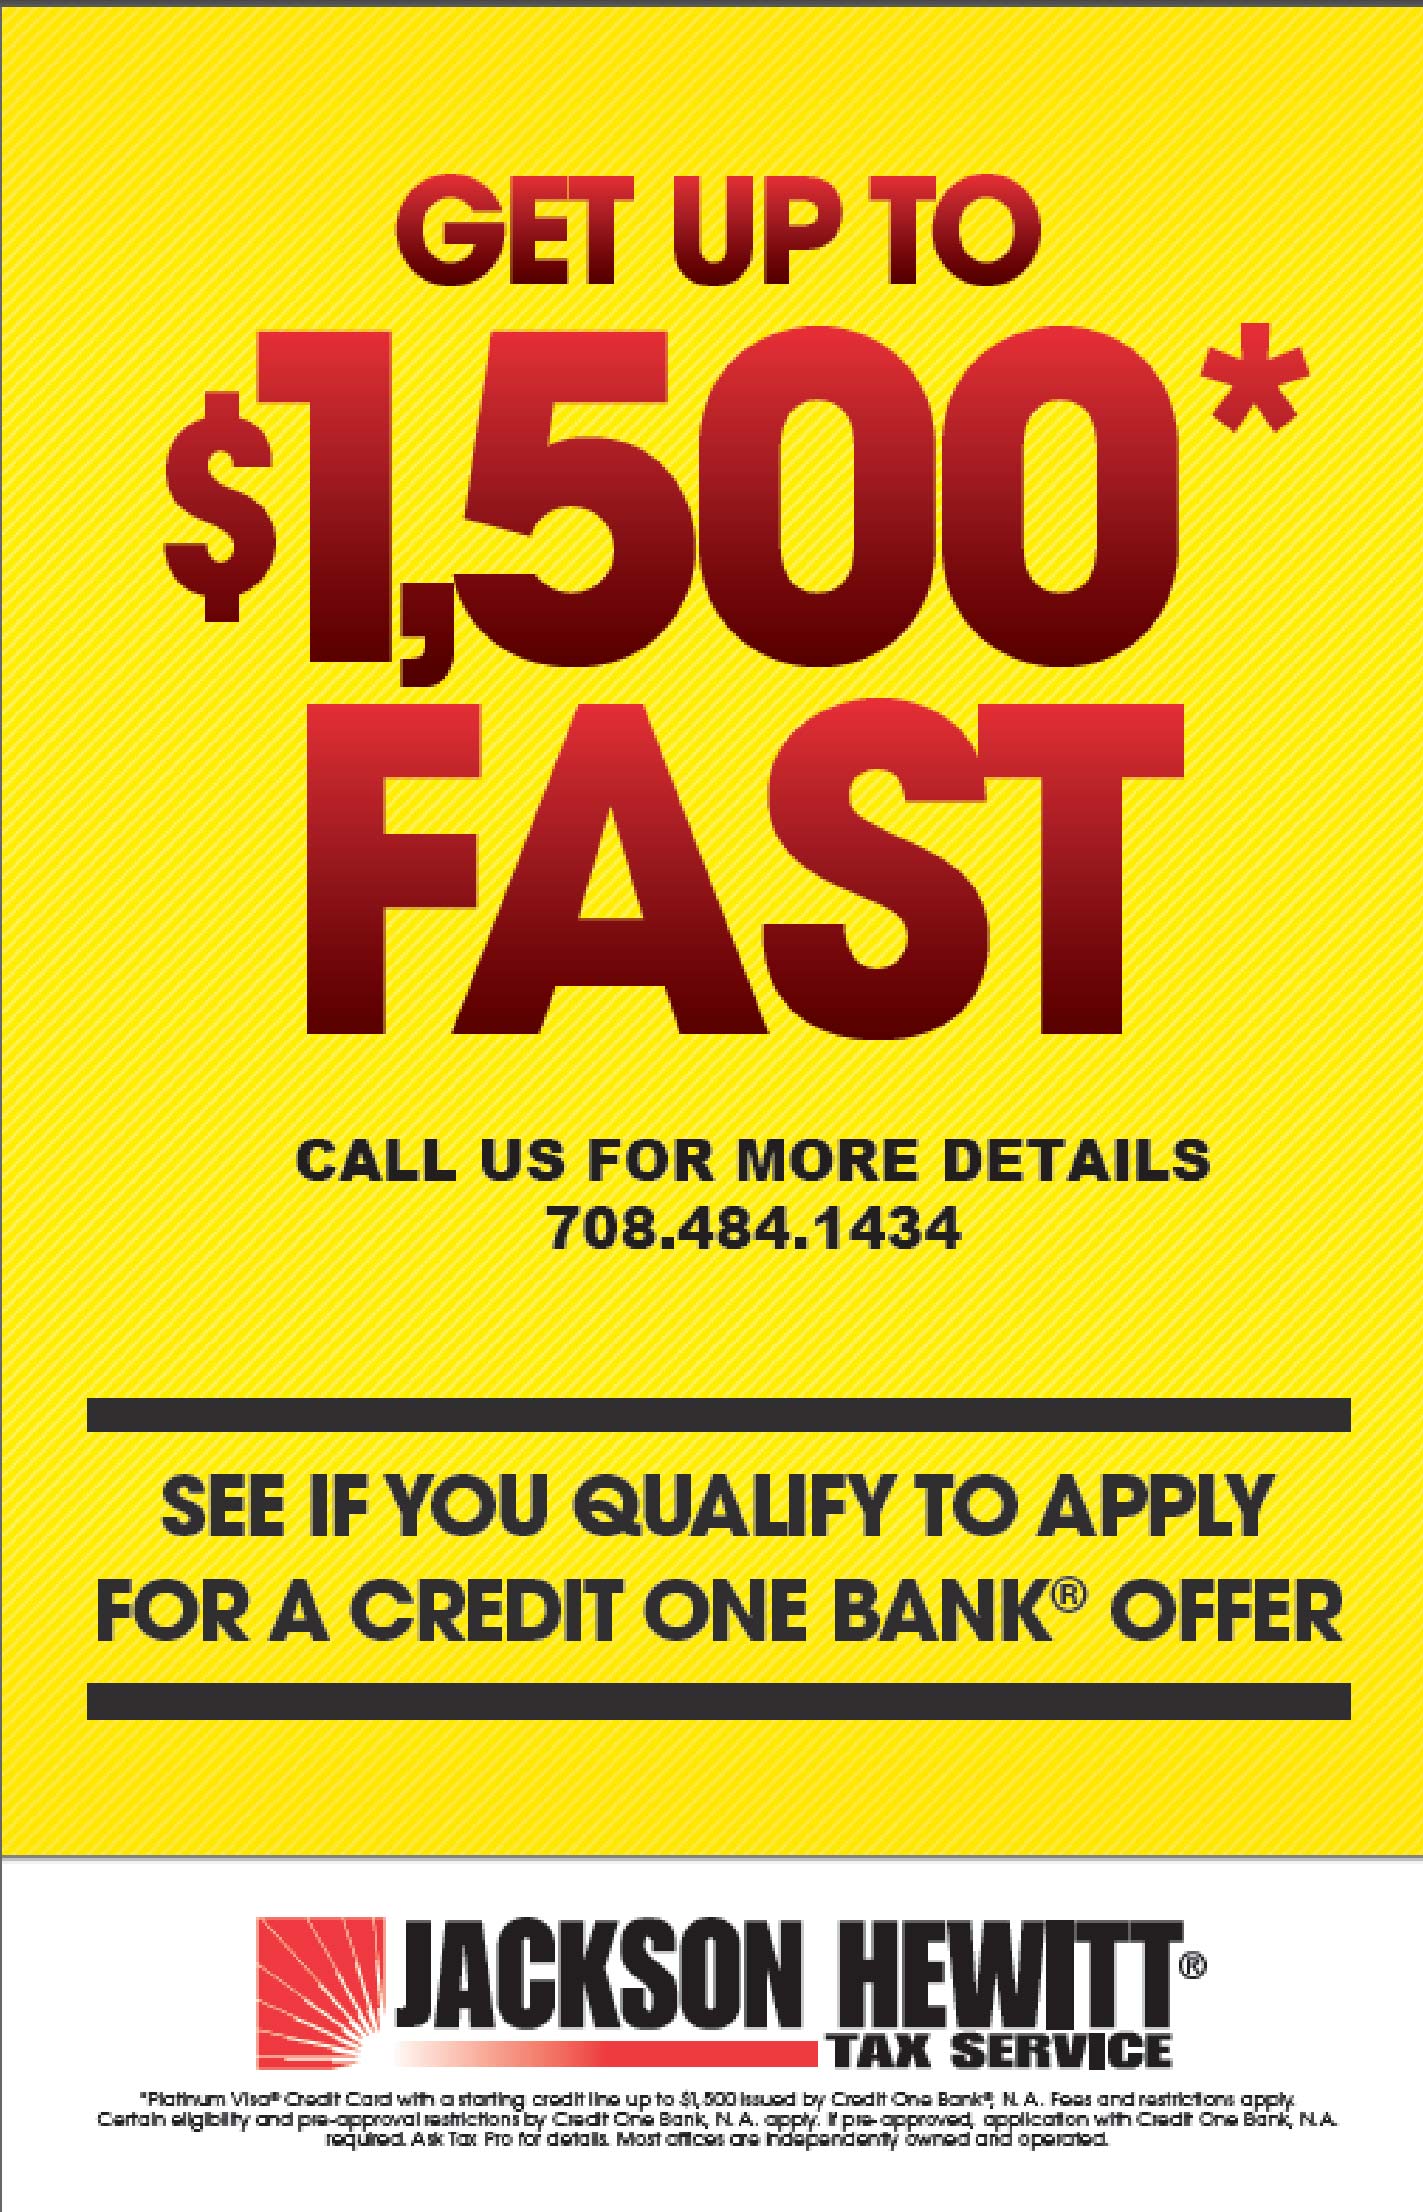 GET UP TO
$1,500*
FAST
CALL US FOR MORE DETAILS
708.484.1434
SEE IF YOU QUALIFY TO APPLY
FOR A CREDIT ONE BANK® OFFER
JACKSON HEWITT®
TAX SERVICE
*Platinum Visa® Credit Card with a starting credit line up to $1,500 issued by Credit One Bank®, N. A. Fees and restrictions apply.
Certain eligibility and pre-approval restrictions by Credit One Bank, N. A. apply. If pre-approved, application with Credit One Bank, N.A.
required. Ask Tax Pro for details. Most offices are independently owned and operated.